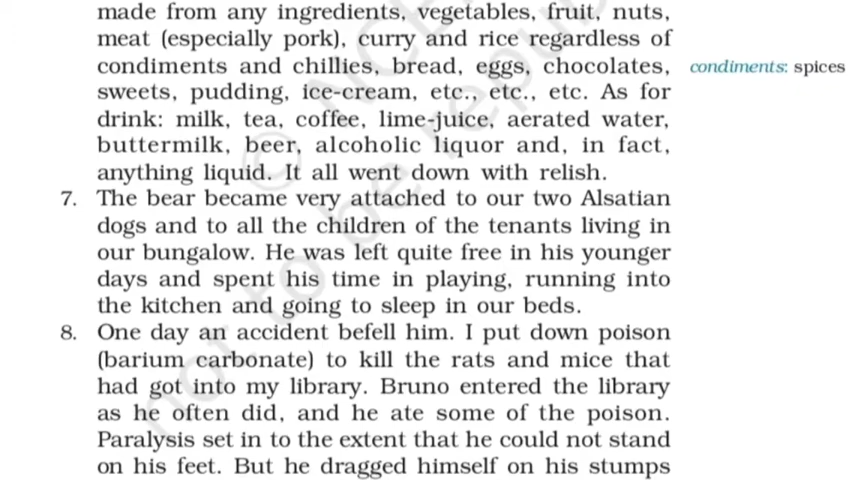 made from any ingredients, vegetables, fruit, nuts,
meat (especially pork), curry and rice regardless of
condiments and chillies, bread, eggs, chocolates,
condiments: spices
sweets, pudding, ice-cream, etc., etc., etc. As for
drink: milk, tea, coffee, lime-juice, aerated water,
buttermilk, beer, alcoholic liquor and, in fact,
anything liquid. It all went down with relish.
7. The bear became very attached to our two Alsatian
dogs and to all the children of the tenants living in
our bungalow. He was left quite free in his younger
days and spent his time in playing, running into
the kitchen and going to sleep in our beds.
8. One day an accident befell him. I put down poison
(barium carbonate) to kill the rats and mice that
had got into my library. Bruno entered the library
as he often did, and he ate some of the poison.
Paralysis set in to the extent that he could not stand
on his feet. But he dragged himself on his stumps